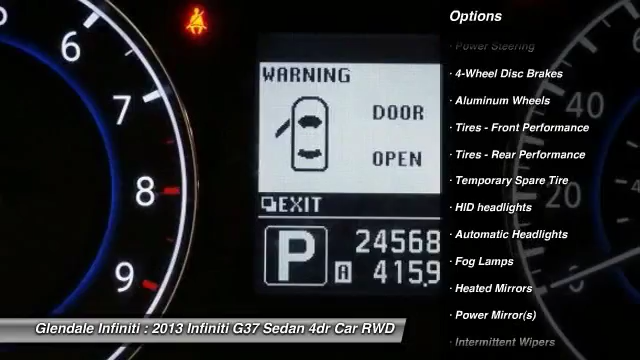 Options
· Power Steering
· 4-Wheel Disc Brakes
· Aluminum Wheels
· Tires - Front Performance
· Tires - Rear Performance
· Temporary Spare Tire
· HID headlights
· Automatic Headlights
· Fog Lamps
· Heated Mirrors
· Power Mirror(s)
· Intermittent Wipers
6
7
8
9
WARNING
DOOR
OPEN
EXIT
P
24568
A 415.9
40
20
0
Glendale Infiniti : 2013 Infiniti G37 Sedan 4dr Car RWD